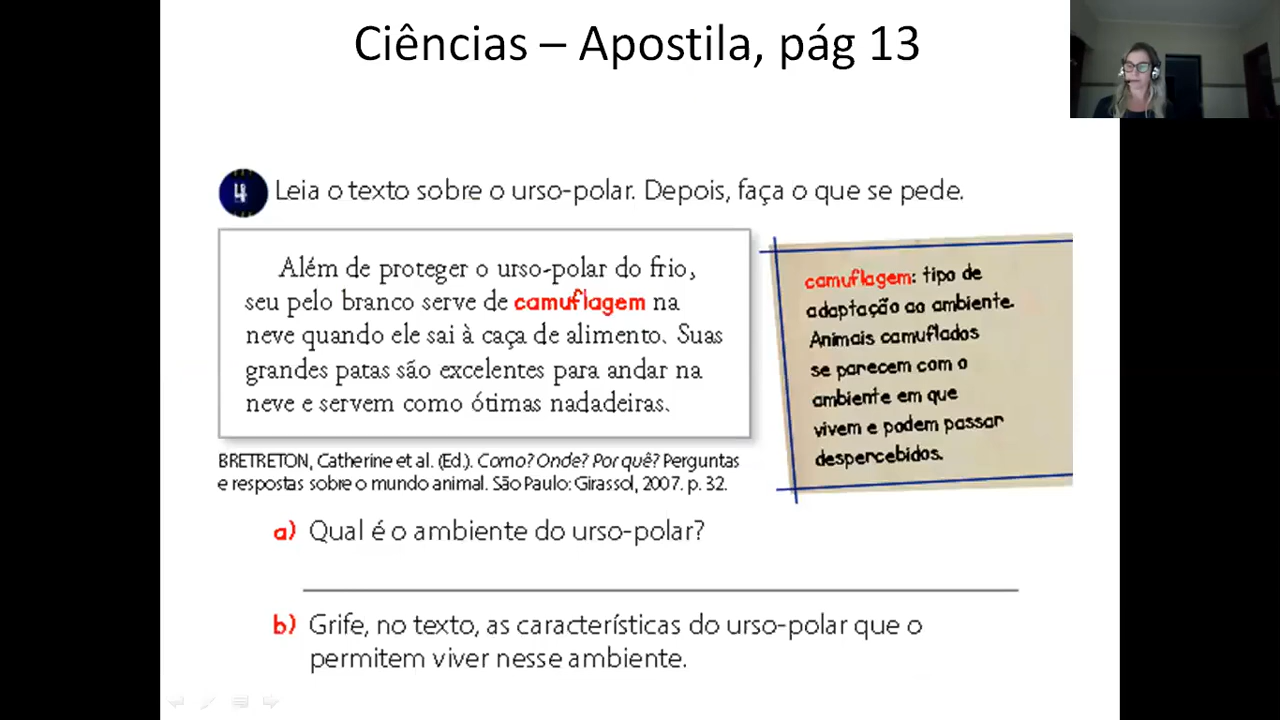 Ciências – Apostila, pág 13
4 Leia o texto sobre o urso-polar. Depois, faça o que se pede.
Além de proteger o urso-polar do frio,
seu pelo branco serve de camuflagem na
neve quando ele sai à caça de alimento. Suas
grandes patas são excelentes para andar na
neve e servem como ótimas nadadeiras.
camuflagem: tipo de
adaptação ao ambiente.
Animais camuflados
se parecem com o
ambiente em que
vivem e podem passar
despercebidos.
BRETRETON, Catherine et al. (Ed.). Como? Onde? Por quê? Perguntas
e respostas sobre o mundo animal. São Paulo: Girassol, 2007. p. 32.
a) Qual é o ambiente do urso-polar?
b) Grife, no texto, as características do urso-polar que o
permitem viver nesse ambiente.